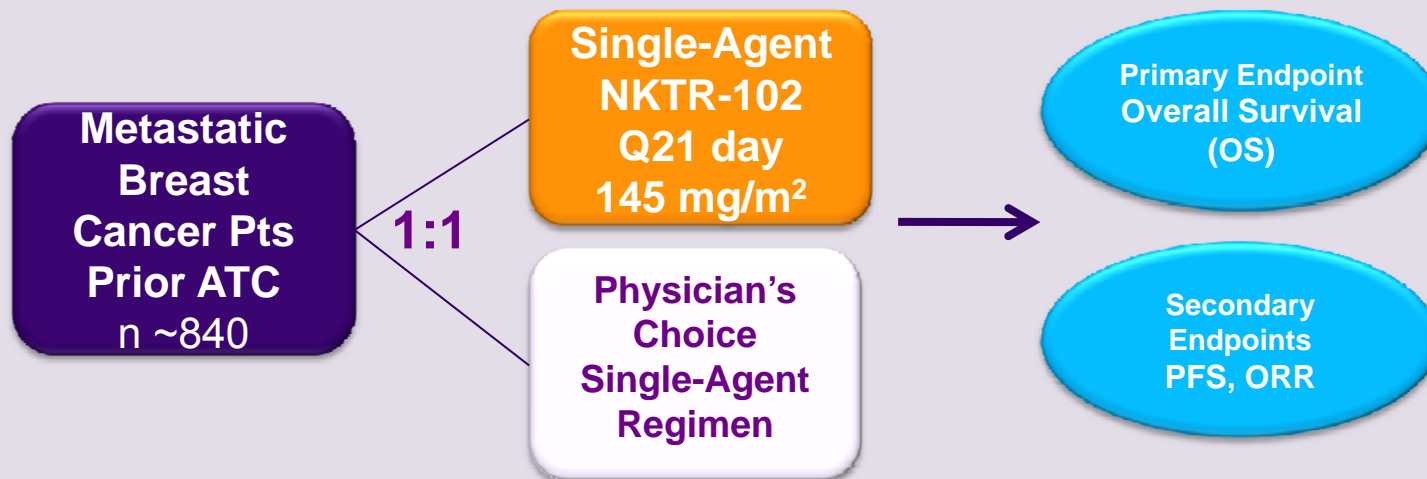 Metastatic
Breast
Cancer Pts
Prior ATC
n ~840
1:1
Single-Agent
NKTR-102
Q21 day
145 mg/m²
Physician’s
Choice
Single-Agent
Regimen
Primary Endpoint
Overall Survival
(OS)
Secondary
Endpoints
PFS, ORR